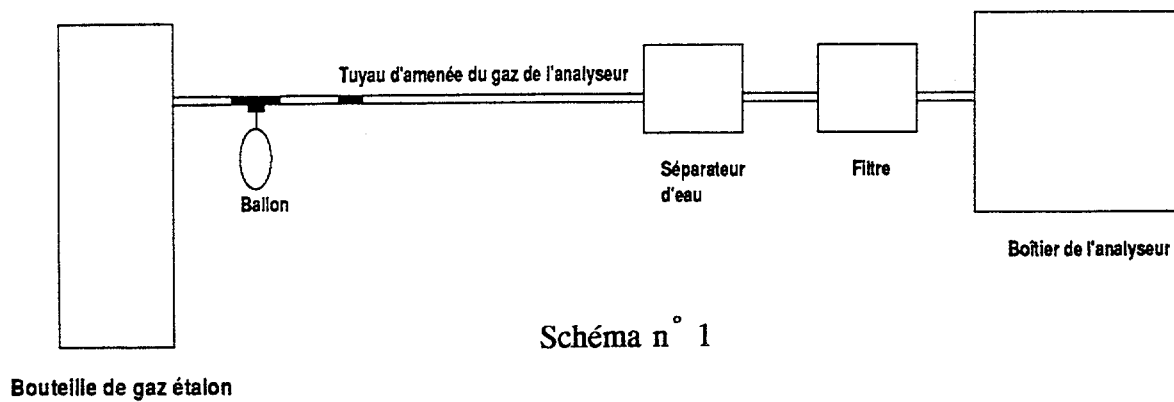 Tuyau d'amenée du gaz de l'analyseur
Ballon
Séparateur
d'eau
Filtre
Boîtier de l'analyseur
Schéma n° 1
Bouteille de gaz étalon